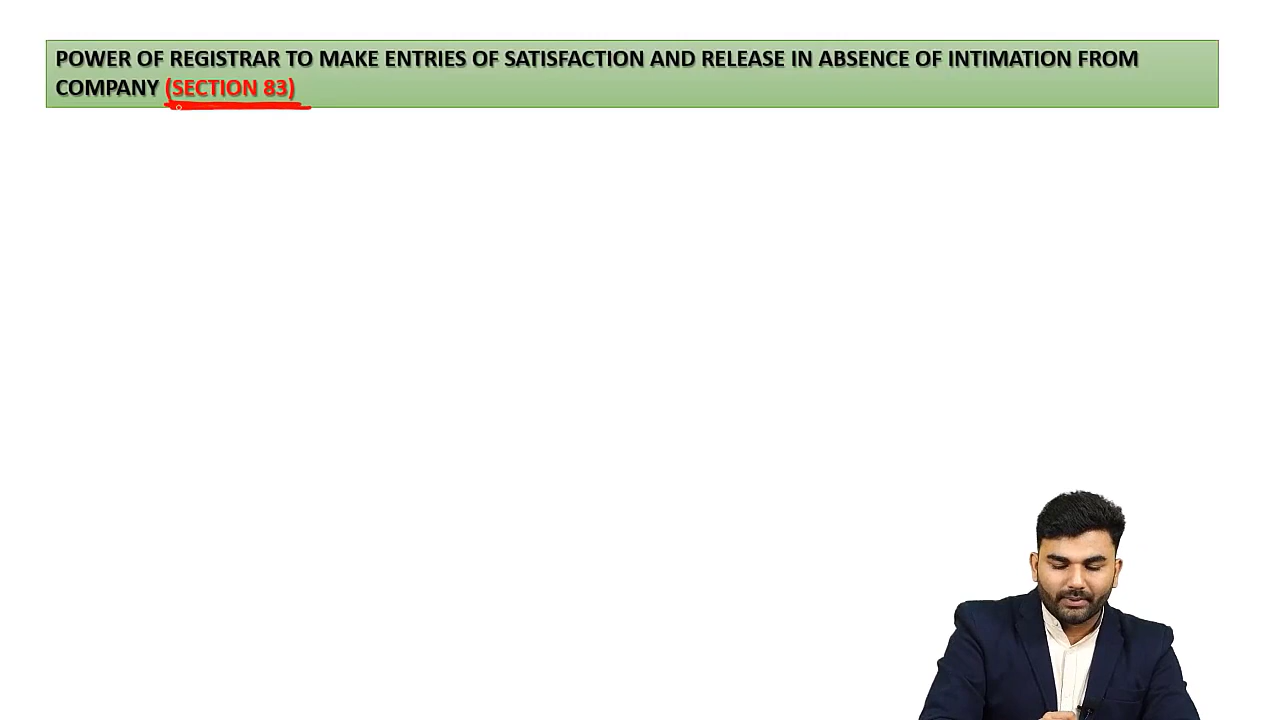 POWER OF REGISTRAR TO MAKE ENTRIES OF SATISFACTION AND RELEASE IN ABSENCE OF INTIMATION FROM
COMPANY (SECTION 83)